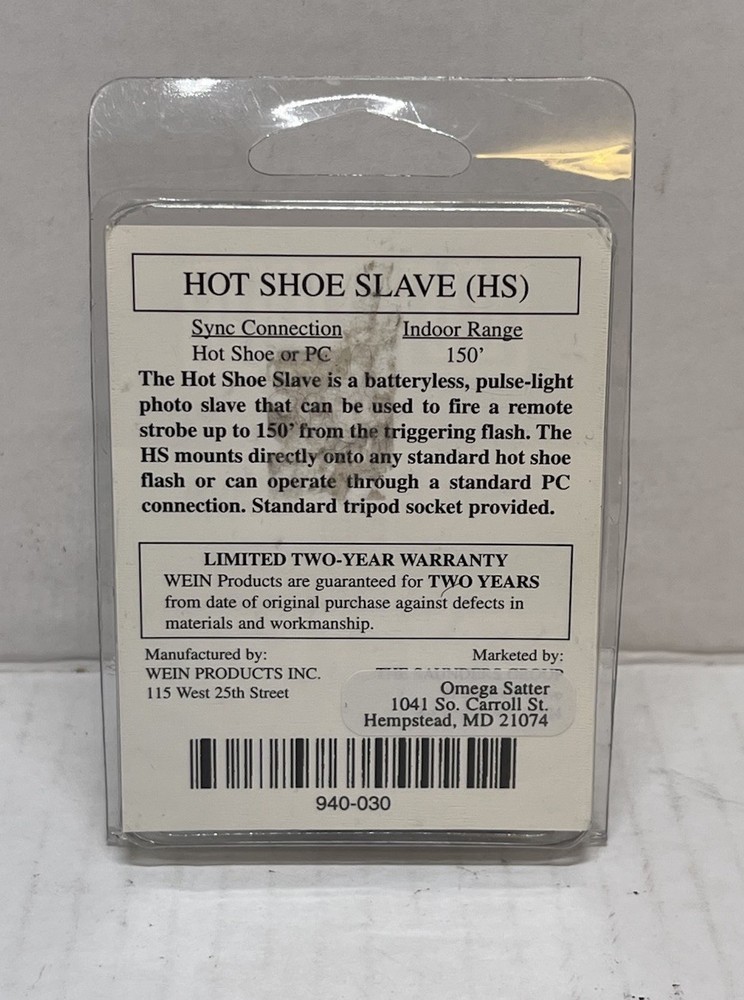 HOT SHOE SLAVE (HS)
Sync Connection Indoor Range
Hot Shoe or PC 150'
The Hot Shoe Slave is a batteryless, pulse-light
photo slave that can be used to fire a remote
strobe up to 150' from the triggering flash. The
HS mounts directly onto any standard hot shoe
flash or can operate through a standard PC
connection. Standard tripod socket provided.
LIMITED TWO-YEAR WARRANTY
WEIN Products are guaranteed for TWO YEARS
from date of original purchase against defects in
materials and workmanship.
Manufactured by:
WEIN PRODUCTS INC.
115 West 25th Street
Marketed by:
THE SAUNDERS GROUP
Omega Satter
1041 So. Carroll St.
Hempstead, MD 21074
940-030